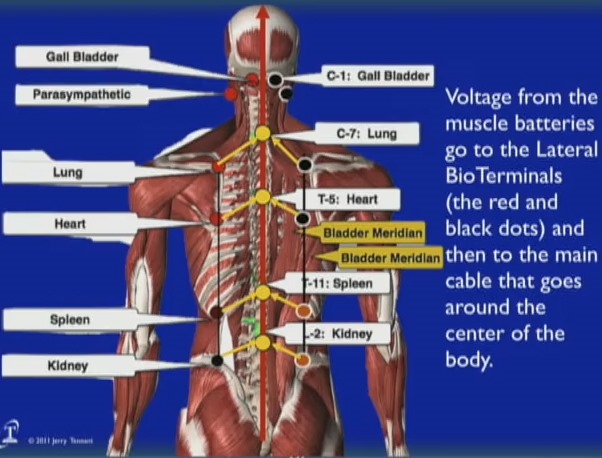 Gall Bladder
C-1: Gall Bladder
Parasympathetic
C-7: Lung
Lung
T-5: Heart
Heart
Bladder Meridian
Bladder Meridian
T-11: Spleen
Spleen
L-2: Kidney
Kidney
Voltage from the
muscle batteries
go to the Lateral
BioTerminals
(the red and
black dots) and
then to the main
cable that goes
around the
center of the
body.
T
© 2011 Jerry Tennant